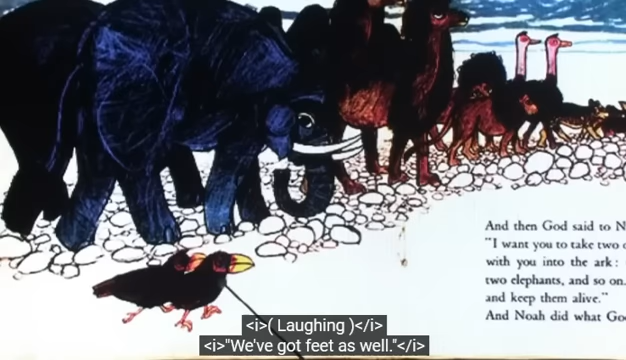 And then God said to
"I want you to take two
with you into the ark:
two elephants, and so on.
and keep them alive."
And Noah did what
<i>( Laughing )</i>
<i>"We've got feet as well."</i>